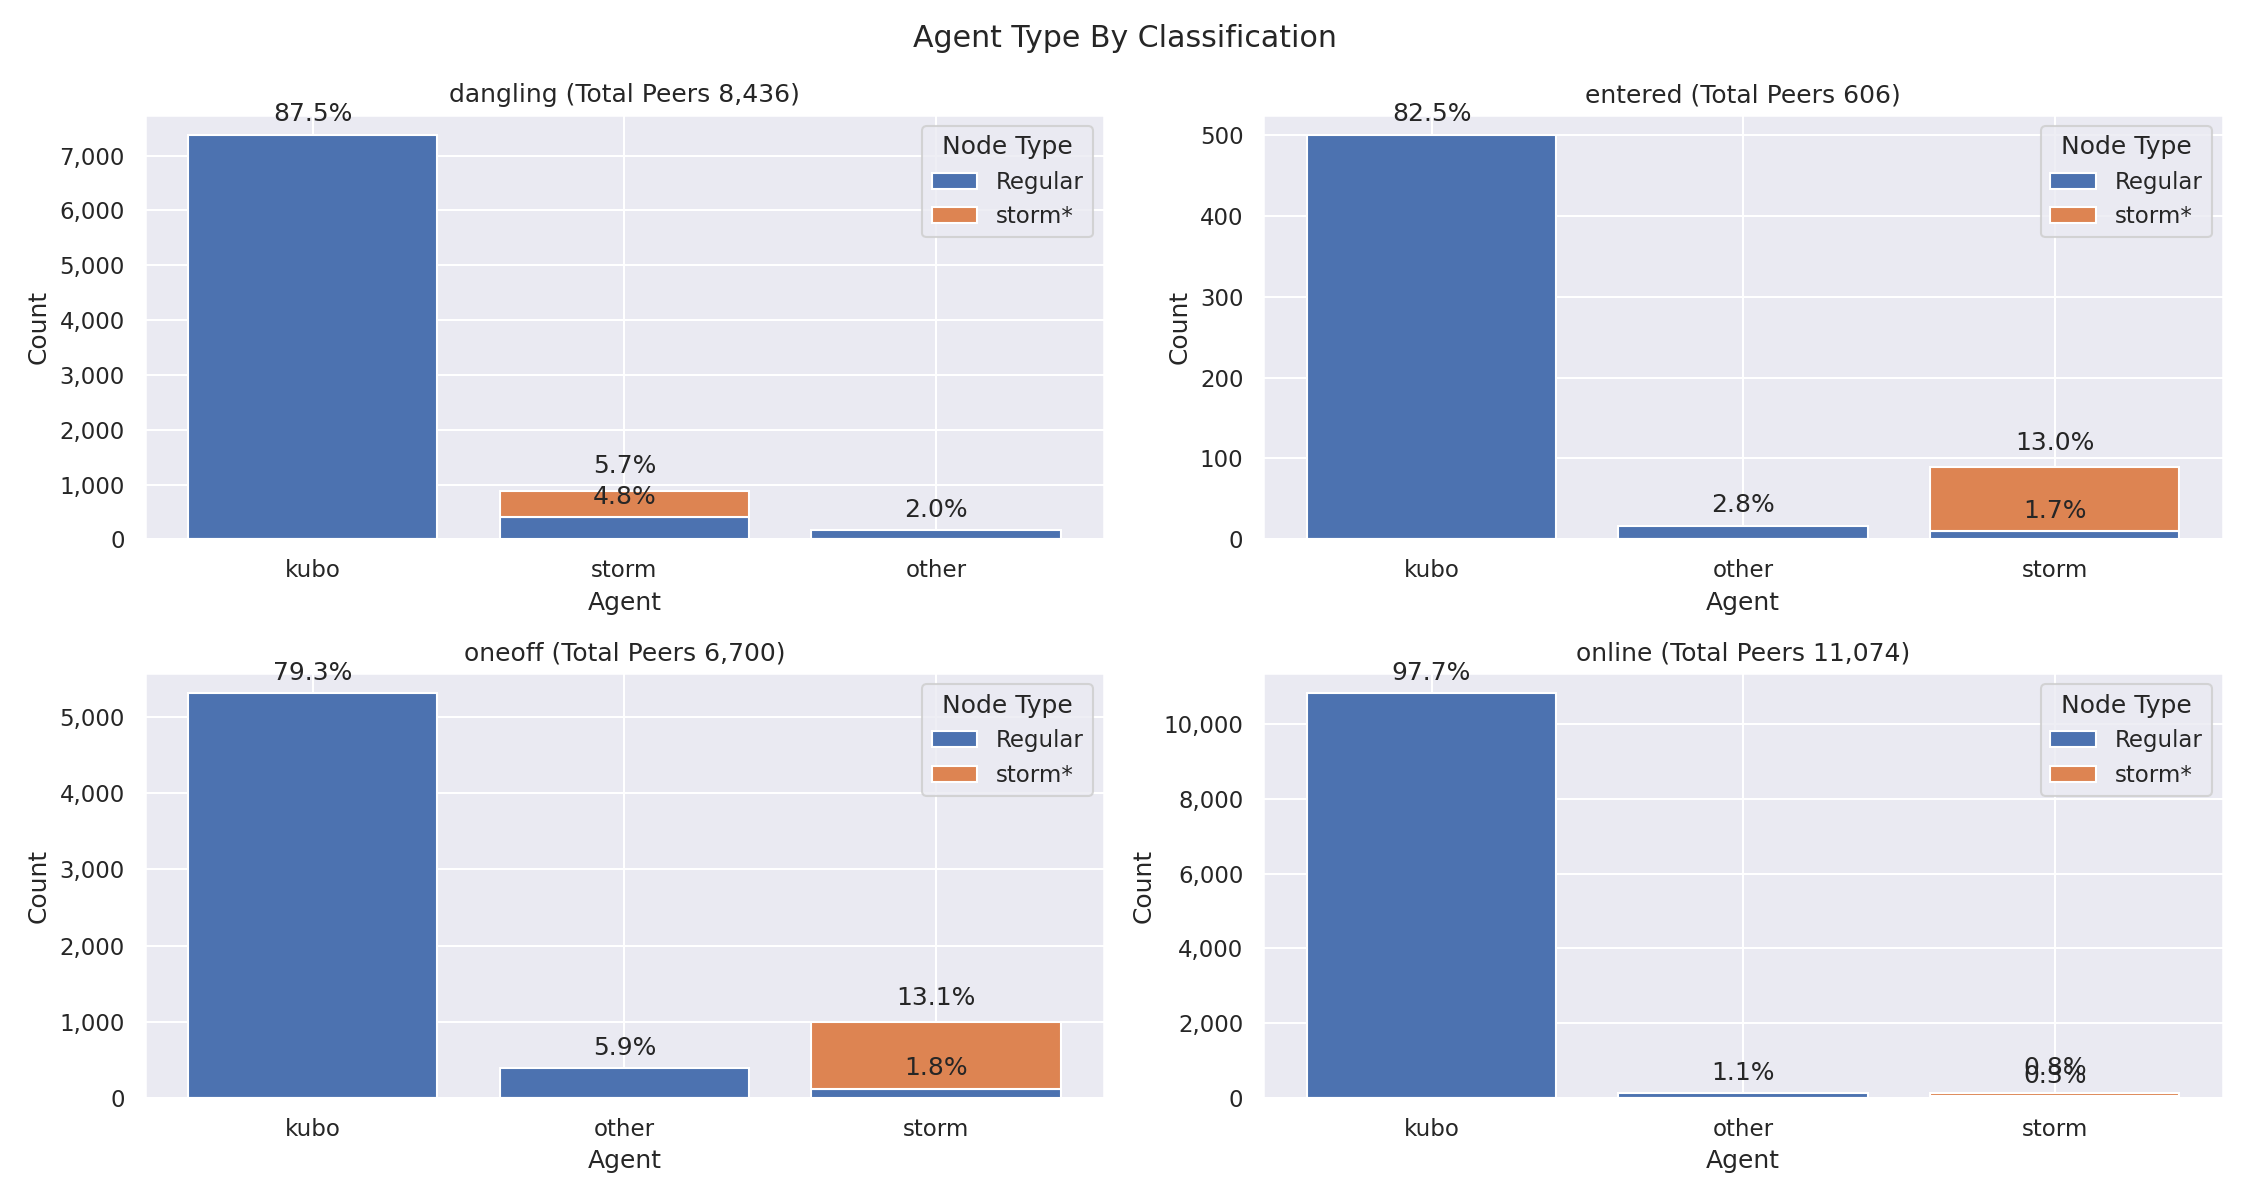 Agent Type By Classification
dangling (Total Peers 8,436)
87.5%
7,000
6,000
5,000
4,000
3,000
2,000
1,000
0
Count
5.7%
4.8%
2.0%
Node Type
Regular
storm*
kubo
storm
other
Agent
entered (Total Peers 606)
82.5%
500
400
300
200
100
0
Count
2.8%
13.0%
1.7%
Node Type
Regular
storm*
kubo
other
storm
Agent
oneoff (Total Peers 6,700)
79.3%
5,000
4,000
3,000
2,000
1,000
0
Count
5.9%
13.1%
1.8%
Node Type
Regular
storm*
kubo
other
storm
Agent
online (Total Peers 11,074)
97.7%
10,000
8,000
6,000
4,000
2,000
0
Count
1.1%
0.8%
0.3%
Node Type
Regular
storm*
kubo
other
storm
Agent